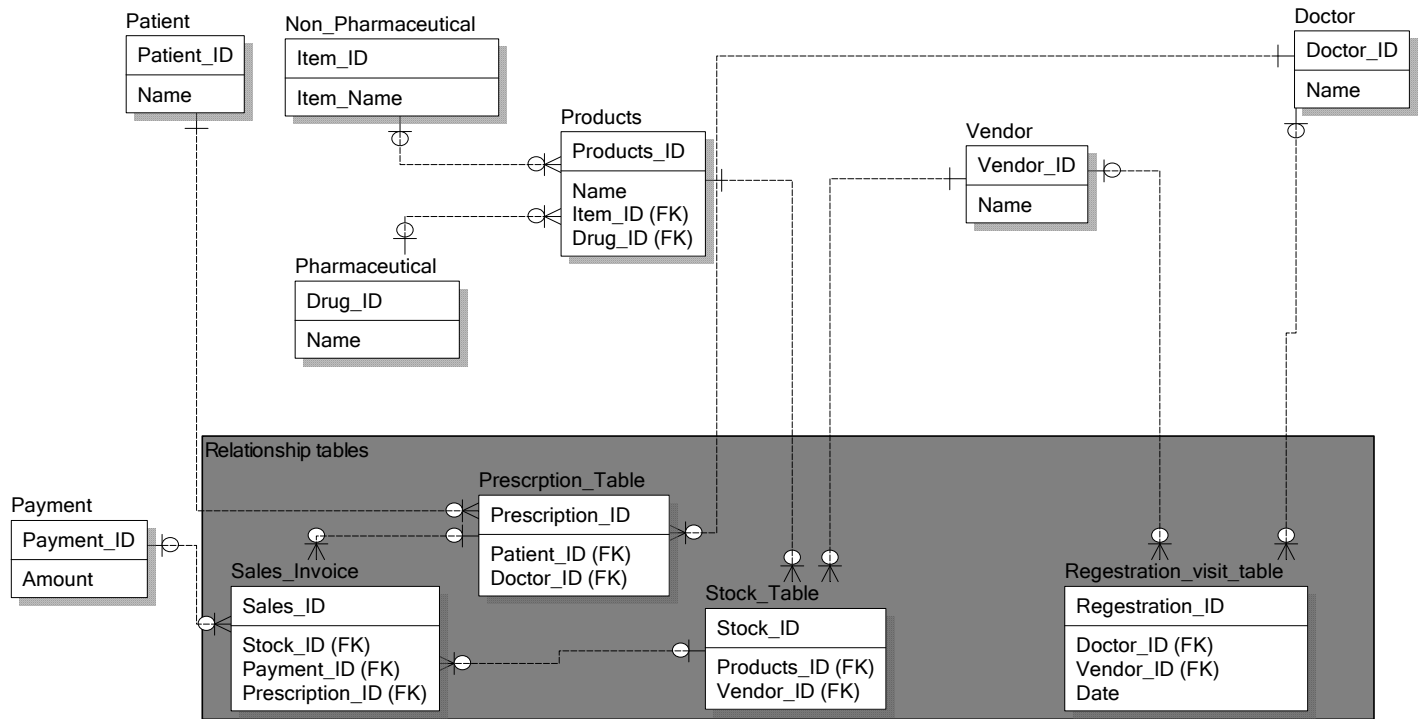 Patient
Patient_ID
Name
Non_Pharmaceutical
Item_ID
Item_Name
Doctor
Doctor_ID
Name
Products
Products_ID
Name
Item_ID (FK)
Drug_ID (FK)
Vendor
Vendor_ID
Name
Pharmaceutical
Drug_ID
Name
Relationship tables
Payment
Payment_ID
Amount
Prescrption_Table
Prescription_ID
Patient_ID (FK)
Doctor_ID (FK)
Sales_Invoice
Sales_ID
Stock_ID (FK)
Payment_ID (FK)
Prescription_ID (FK)
Stock_Table
Stock_ID
Products_ID (FK)
Vendor_ID (FK)
Regestration_visit_table
Regestration_ID
Doctor_ID (FK)
Vendor_ID (FK)
Date